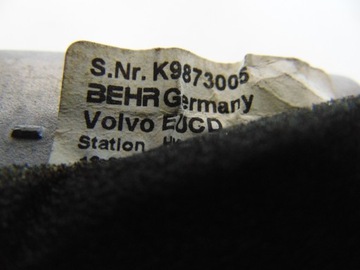 S.Nr. K9873005
BEHR Germany
Volvo EUCD
Station